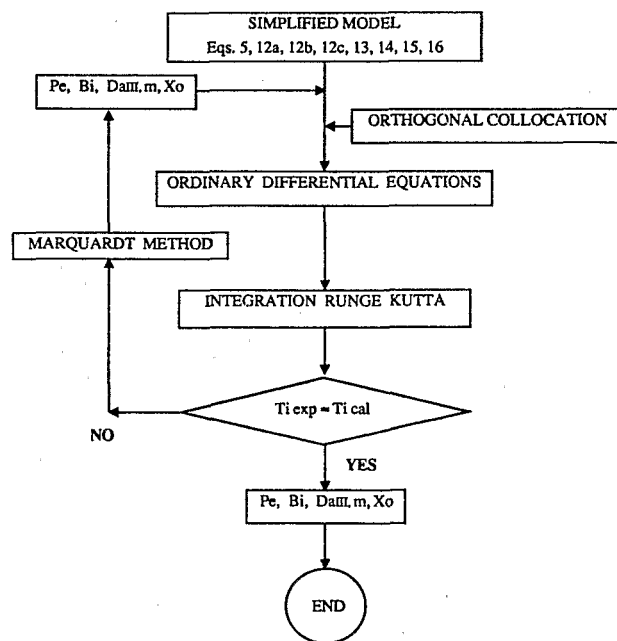 SIMPLIFIED MODEL
Eqs. 5, 12a, 12b, 12c, 13, 14, 15, 16
Pe, Bi, DaIII, m, Xo
ORTHOGONAL COLLOCATION
ORDINARY DIFFERENTIAL EQUATIONS
MARQUARDT METHOD
INTEGRATION RUNGE KUTTA
Ti exp = Ti cal
NO
YES
Pe, Bi, DaIII, m, Xo
END